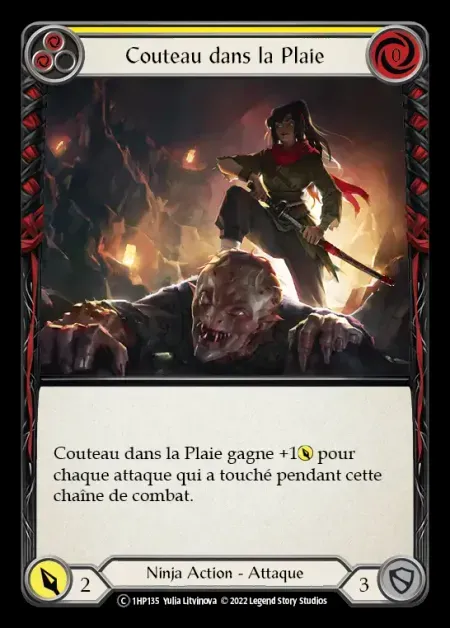 Couteau dans la Plaie
0
Couteau dans la Plaie gagne +1 pour
chaque attaque qui a touché pendant cette
chaîne de combat.
2
Ninja Action - Attaque
3
C 1HP135 Yulia Litvinova © 2022 Legend Story Studios